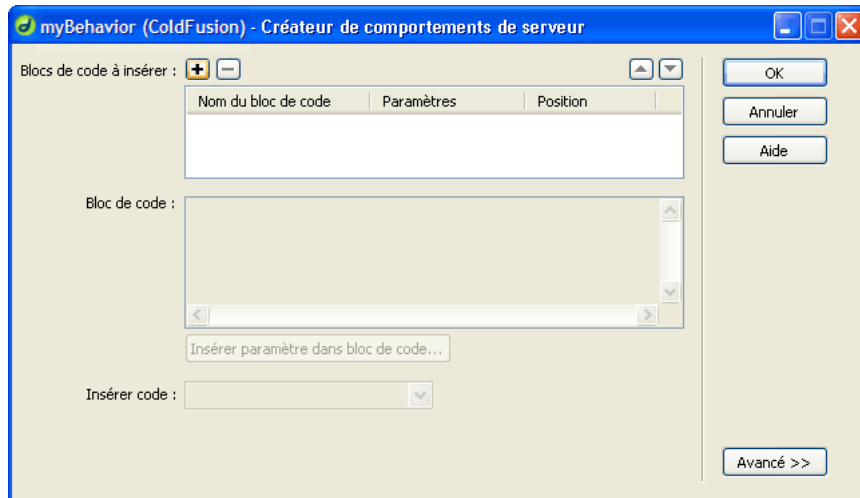 myBehavior (ColdFusion) - Créateur de comportements de serveur
Blocs de code à insérer :
Nom du bloc de code Paramètres Position
Bloc de code :
Insérer paramètre dans bloc de code...
Insérer code :
OK
Annuler
Aide
Avancé >>